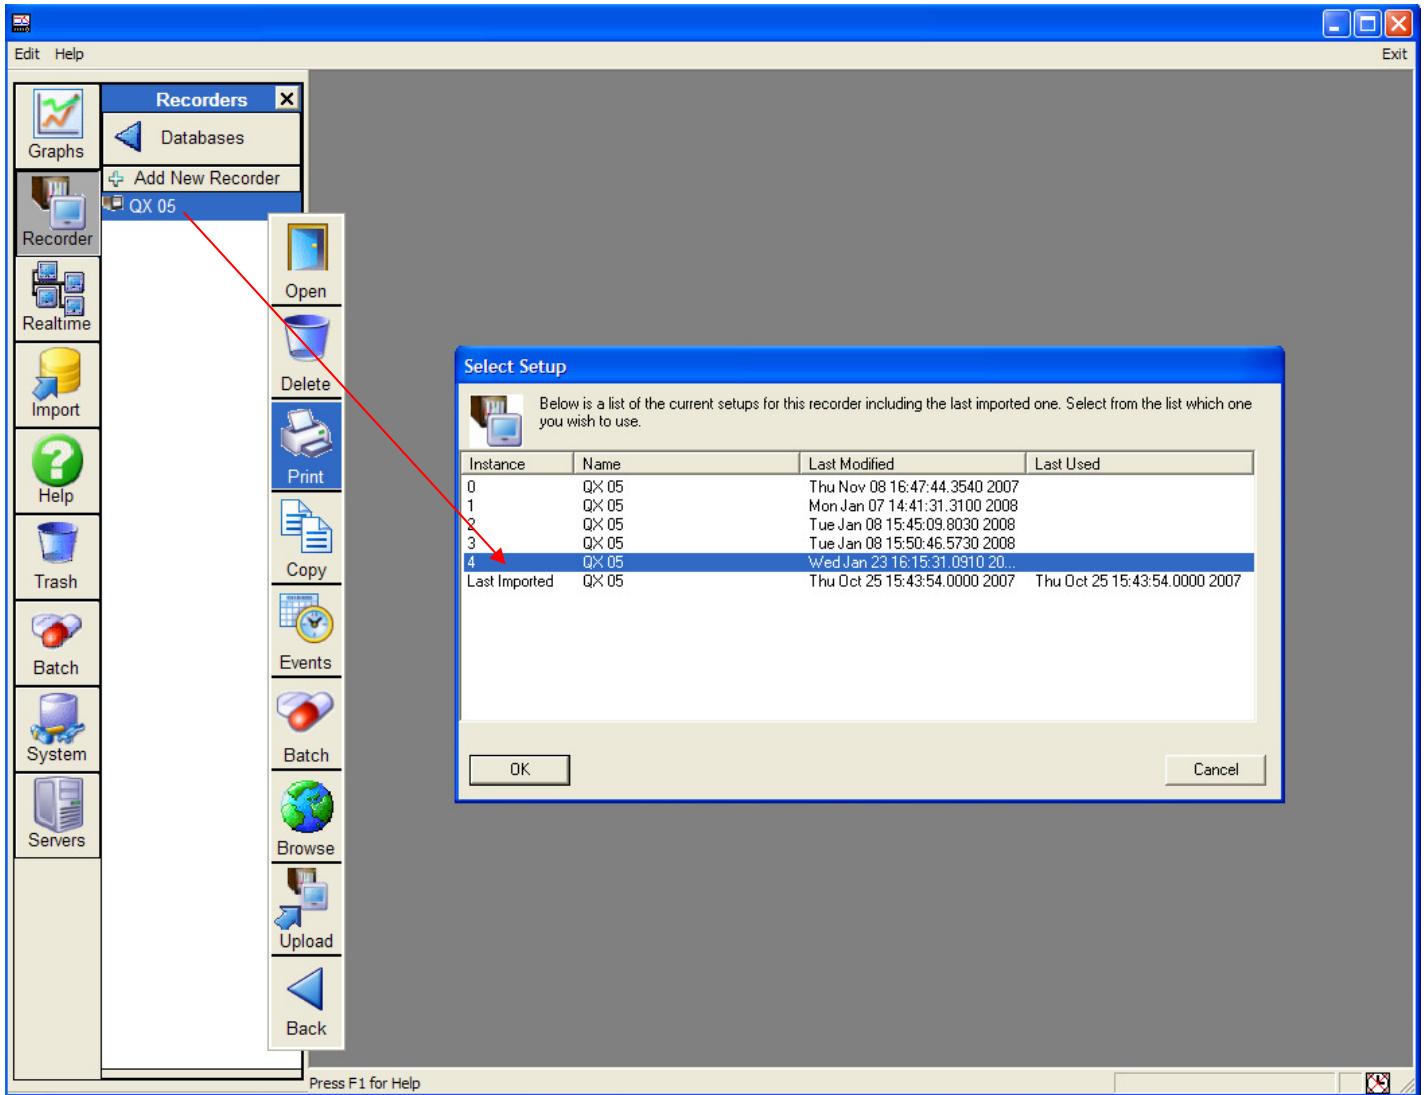 Edit Help Exit
Recorders
Databases
Add New Recorder
QX 05
Graphs
Recorder
Realtime
Import
Help
Trash
Batch
System
Servers
Open
Delete
Print
Copy
Events
Batch
Browse
Upload
Back
Select Setup
Below is a list of the current setups for this recorder including the last imported one. Select from the list which one
you wish to use.
Instance Name Last Modified Last Used
0 QX 05 Thu Nov 08 16:47:44.3540 2007
1 QX 05 Mon Jan 07 14:41:31.3100 2008
2 QX 05 Tue Jan 08 15:45:09.8030 2008
3 QX 05 Tue Jan 08 15:50:46.5730 2008
4 QX 05 Wed Jan 23 16:15:31.0910 20...
Last Imported QX 05 Thu Oct 25 15:43:54.0000 2007 Thu Oct 25 15:43:54.0000 2007
OK Cancel
Press F1 for Help